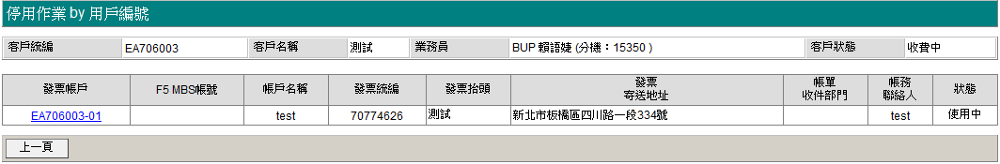 停用作業 by 用戶編號
客戶統編 EA706003 客戶名稱 測試 業務員 BUP 賴語婕 (分機：15350 ) 客戶狀態 收費中
發票帳戶 F5 MBS帳號 帳戶名稱 發票統編 發票抬頭 發票 寄送地址 帳單 收件部門 帳務 聯絡人 狀態
EA706003-01 test 70774626 測試 新北市板橋區四川路一段334號 test 使用中
上一頁